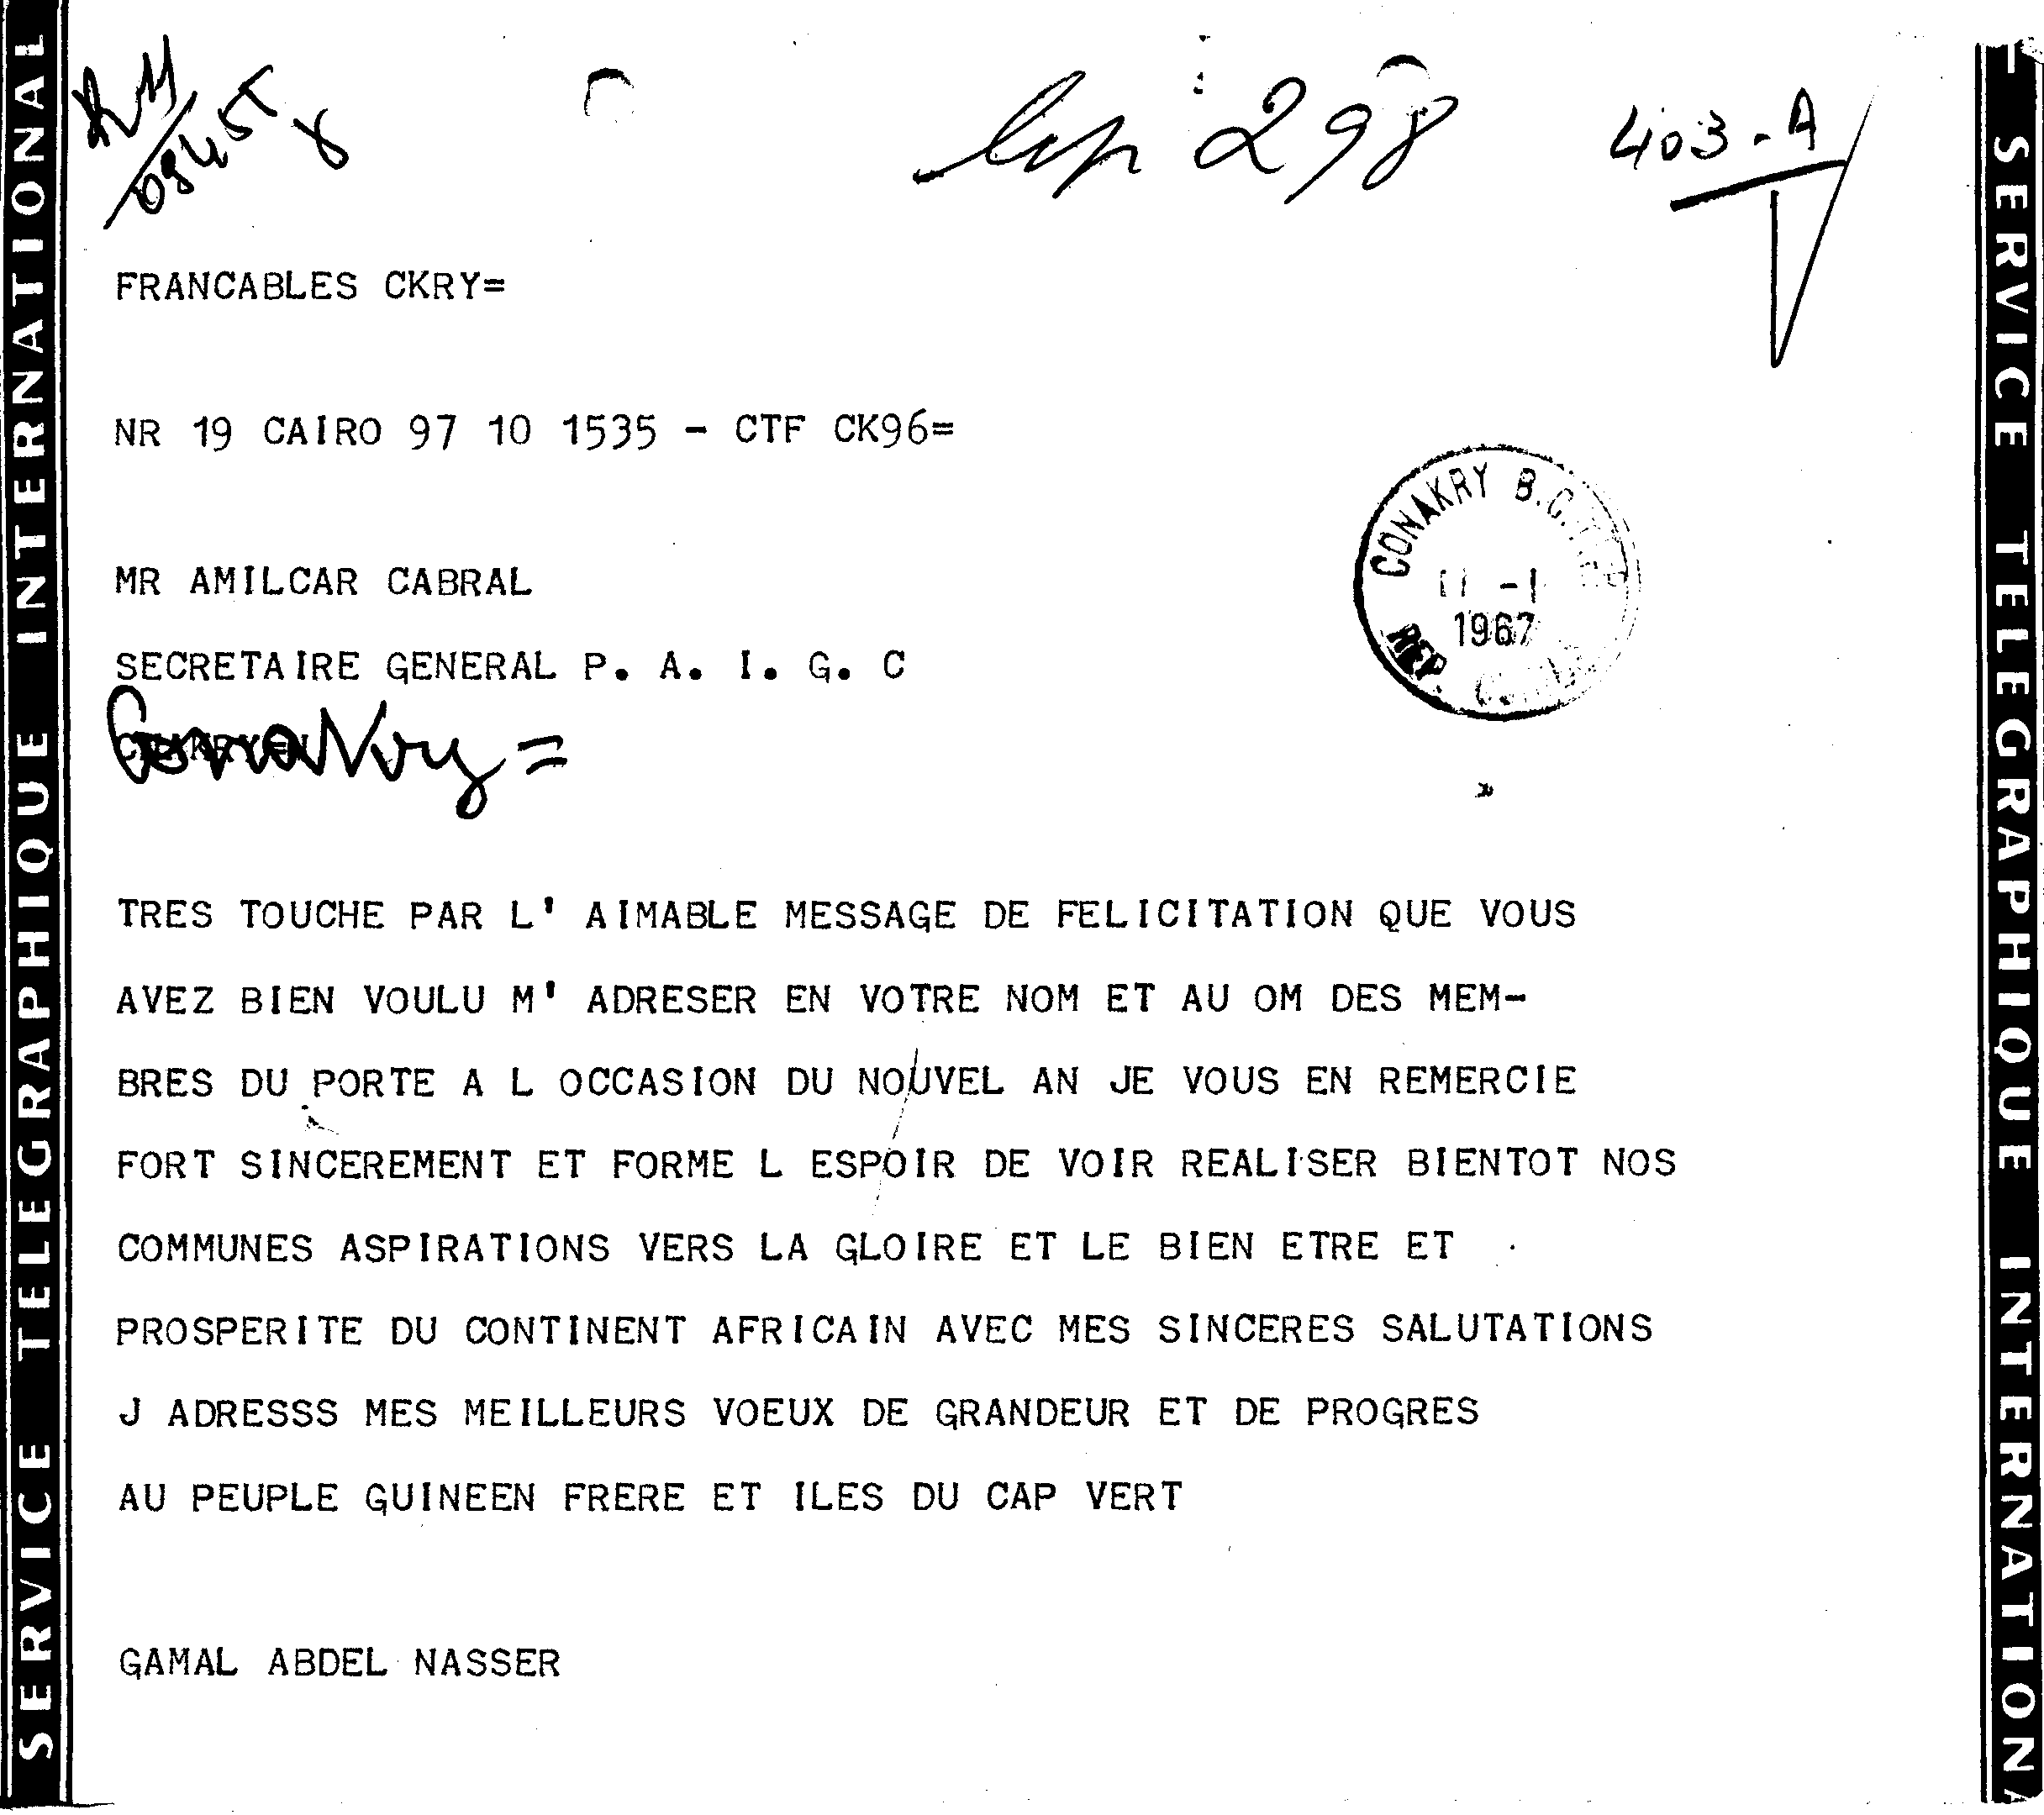 298
403-A
FRANCABLES CKRY=
NR 19 CAIRO 97 10 1535 - CTF CK96=
CONAKRY B.C.
11 -1
1967
REP.
MR AMILCAR CABRAL
SECRETAIRE GENERAL P. A. I. G. C
Conakry =
TRES TOUCHE PAR L' AIMABLE MESSAGE DE FELICITATION QUE VOUS
AVEZ BIEN VOULU M' ADRESER EN VOTRE NOM ET AU OM DES MEM-
BRES DU PORTE A L OCCASION DU NOUVEL AN JE VOUS EN REMERCIE
FORT SINCEREMENT ET FORME L ESPOIR DE VOIR REALISER BIENTOT NOS
COMMUNES ASPIRATIONS VERS LA GLOIRE ET LE BIEN ETRE ET
PROSPERITE DU CONTINENT AFRICAIN AVEC MES SINCERES SALUTATIONS
J ADRESSS MES MEILLEURS VOEUX DE GRANDEUR ET DE PROGRES
AU PEUPLE GUINEEN FRERE ET ILES DU CAP VERT
GAMAL ABDEL NASSER
SERVICE TELEGRAPHIQUE INTERNATIONAL
SERVICE TELEGRAPHIQUE INTERNATIONA